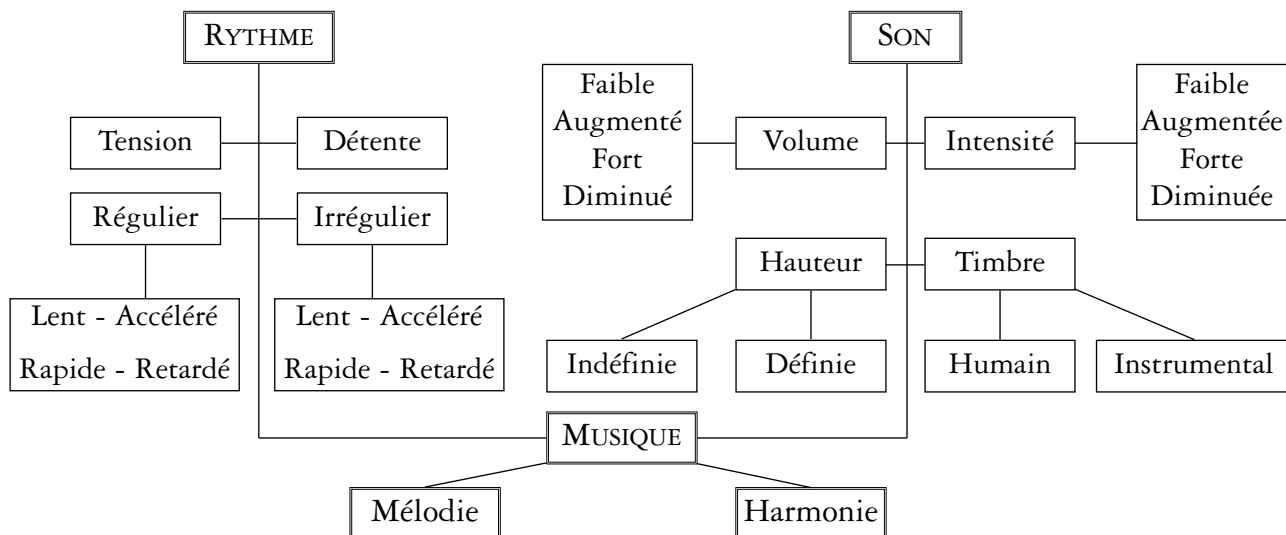 RYTHME
SON
Tension
Détente
Régulier
Irrégulier
Lent - Accéléré
Rapide - Retardé
Lent - Accéléré
Rapide - Retardé
Faible
Augmenté
Fort
Diminué
Volume
Intensité
Faible
Augmentée
Forte
Diminuée
Hauteur
Timbre
Indéfinie
Définie
Humain
Instrumental
MUSIQUE
Mélodie
Harmonie